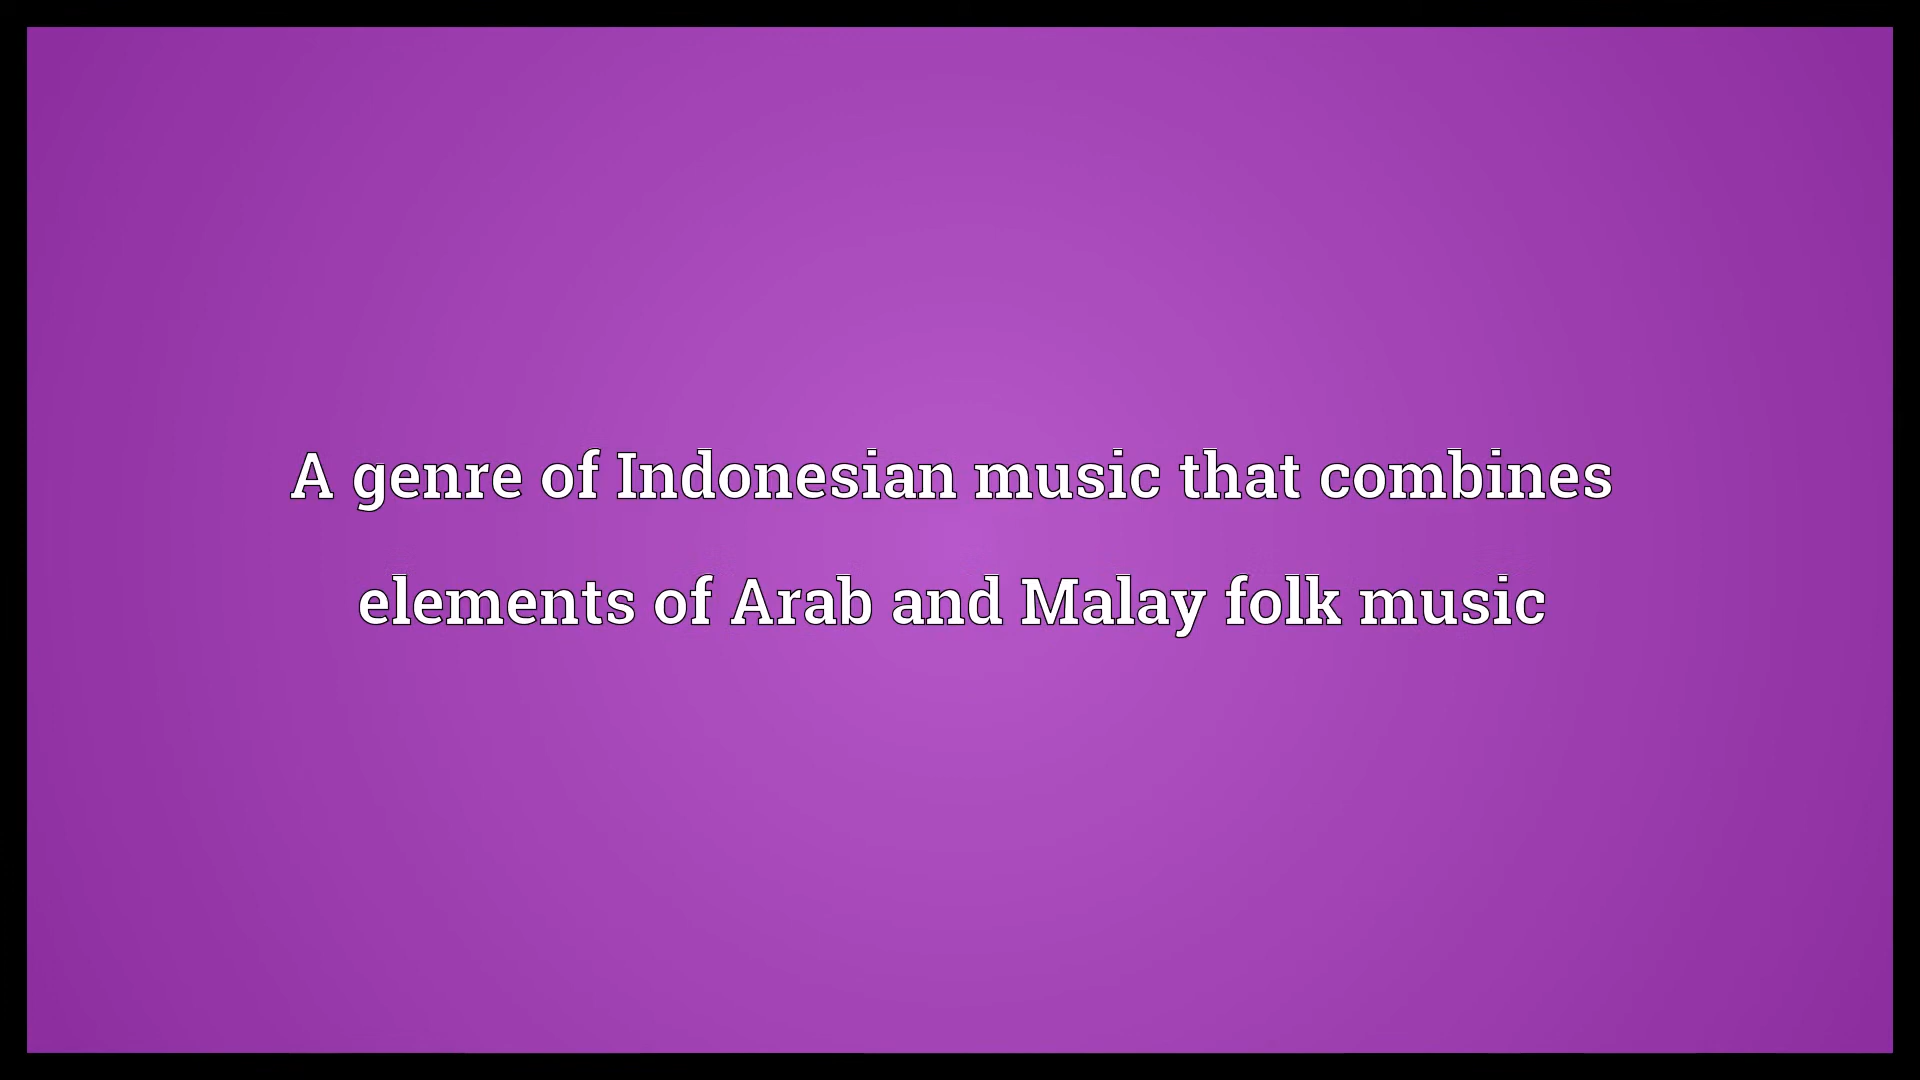 A genre of Indonesian music that combines
elements of Arab and Malay folk music